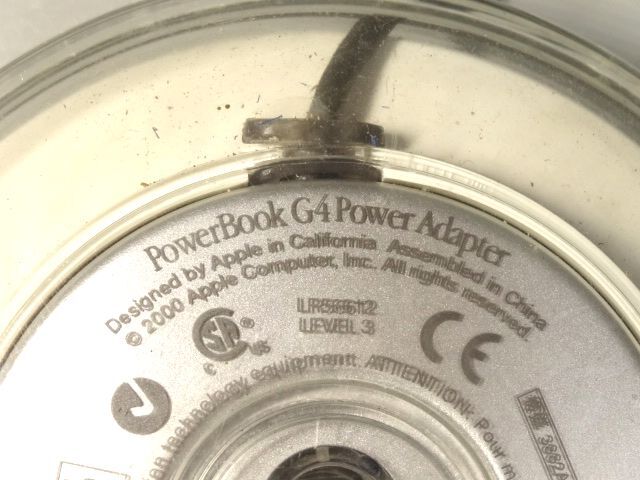 PowerBook G4 Power Adapter
Designed by Apple in California Assembled in China
© 2000 Apple Computer, Inc. All rights reserved.
LR53512
LEVEL 3
technology equipment. ATTENTION: Pour